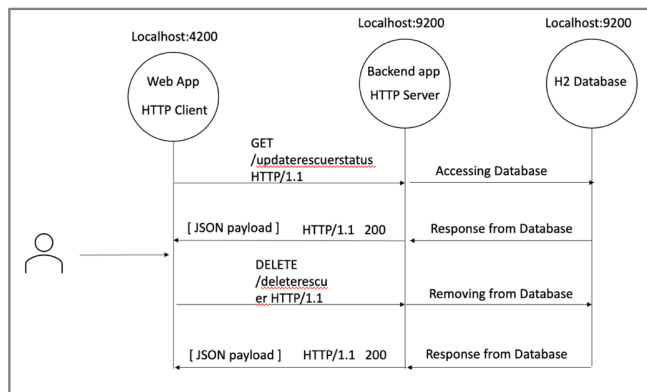 Localhost:4200
Localhost:9200
Localhost:9200
Web App
HTTP Client
Backend app
HTTP Server
H2 Database
GET
/updaterescuerstatus
HTTP/1.1
Accessing Database
[ JSON payload ] HTTP/1.1 200
Response from Database
DELETE
/deleterescu
er HTTP/1.1
Removing from Database
[ JSON payload ] HTTP/1.1 200
Response from Database